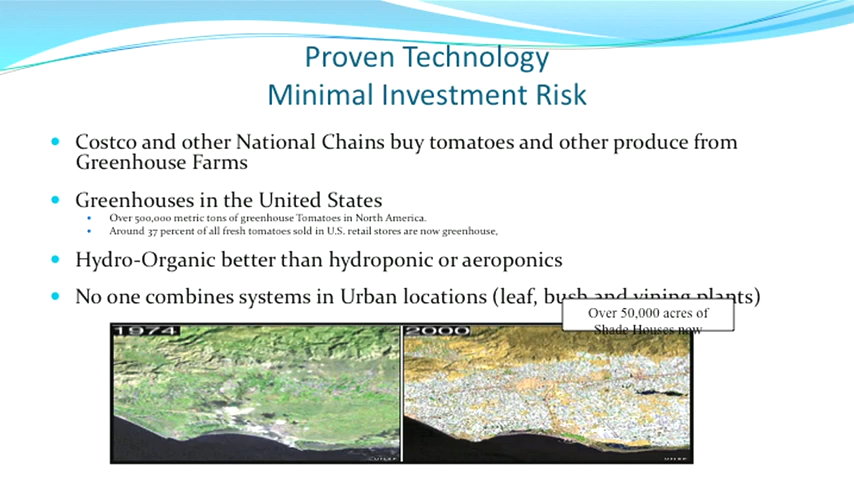 Proven Technology
Minimal Investment Risk
Costco and other National Chains buy tomatoes and other produce from
Greenhouse Farms
Greenhouses in the United States
Over 500,000 metric tons of greenhouse Tomatoes in North America.
Around 37 percent of all fresh tomatoes sold in U.S. retail stores are now greenhouse,
Hydro-Organic better than hydroponic or aeroponics
No one combines systems in Urban locations (leaf, bush and vining plants)
Over 50,000 acres of
Shade Houses now
1974
2000